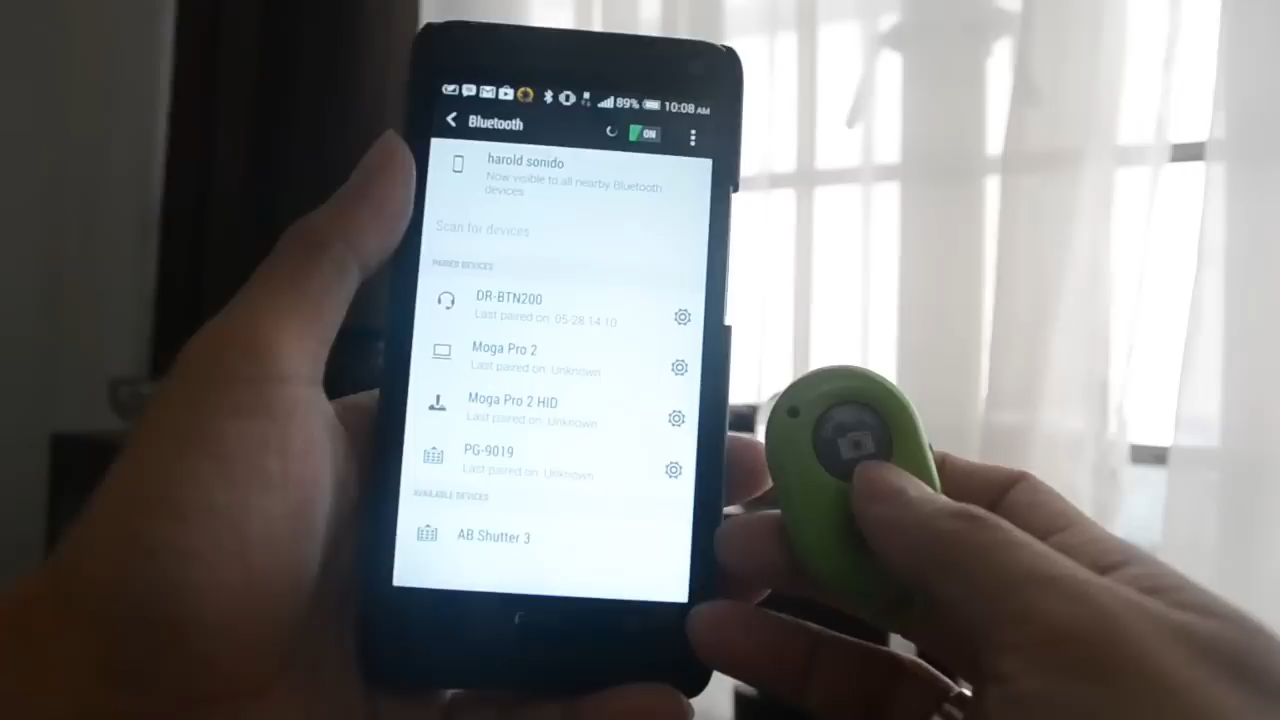 89% 10:08 AM
Bluetooth
ON
harold sonido
Now visible to all nearby Bluetooth
devices
Scan for devices
PAIRED DEVICES
DR-BTN200
Last paired on: 05-28 14:10
Moga Pro 2
Last paired on: Unknown
Moga Pro 2 HID
Last paired on: Unknown
PG-9019
Last paired on: Unknown
AVAILABLE DEVICES
AB Shutter 3